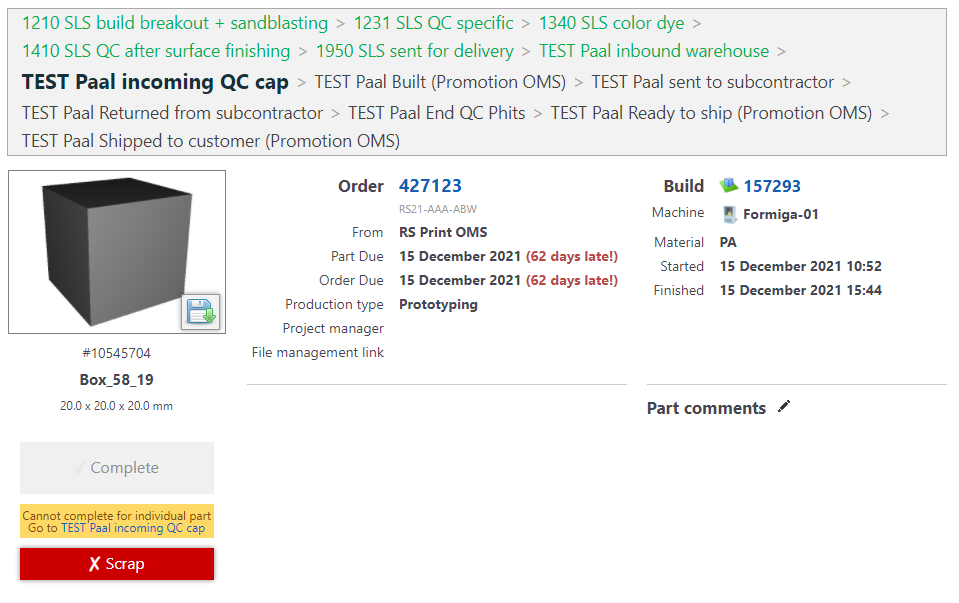 1210 SLS build breakout + sandblasting > 1231 SLS QC specific > 1340 SLS color dye >
1410 SLS QC after surface finishing > 1950 SLS sent for delivery > TEST Paal inbound warehouse >
TEST Paal incoming QC cap > TEST Paal Built (Promotion OMS) > TEST Paal sent to subcontractor >
TEST Paal Returned from subcontractor > TEST Paal End QC Phits > TEST Paal Ready to ship (Promotion OMS) >
TEST Paal Shipped to customer (Promotion OMS)
#10545704
Box_58_19
20.0 x 20.0 x 20.0 mm
✓ Complete
Cannot complete for individual part
Go to TEST Paal incoming QC cap
✗ Scrap
Order 427123
RS21-AAA-ABW
From RS Print OMS
Part Due 15 December 2021 (62 days late!)
Order Due 15 December 2021 (62 days late!)
Production type Prototyping
Project manager
File management link
Build 157293
Machine Formiga-01
Material PA
Started 15 December 2021 10:52
Finished 15 December 2021 15:44
Part comments